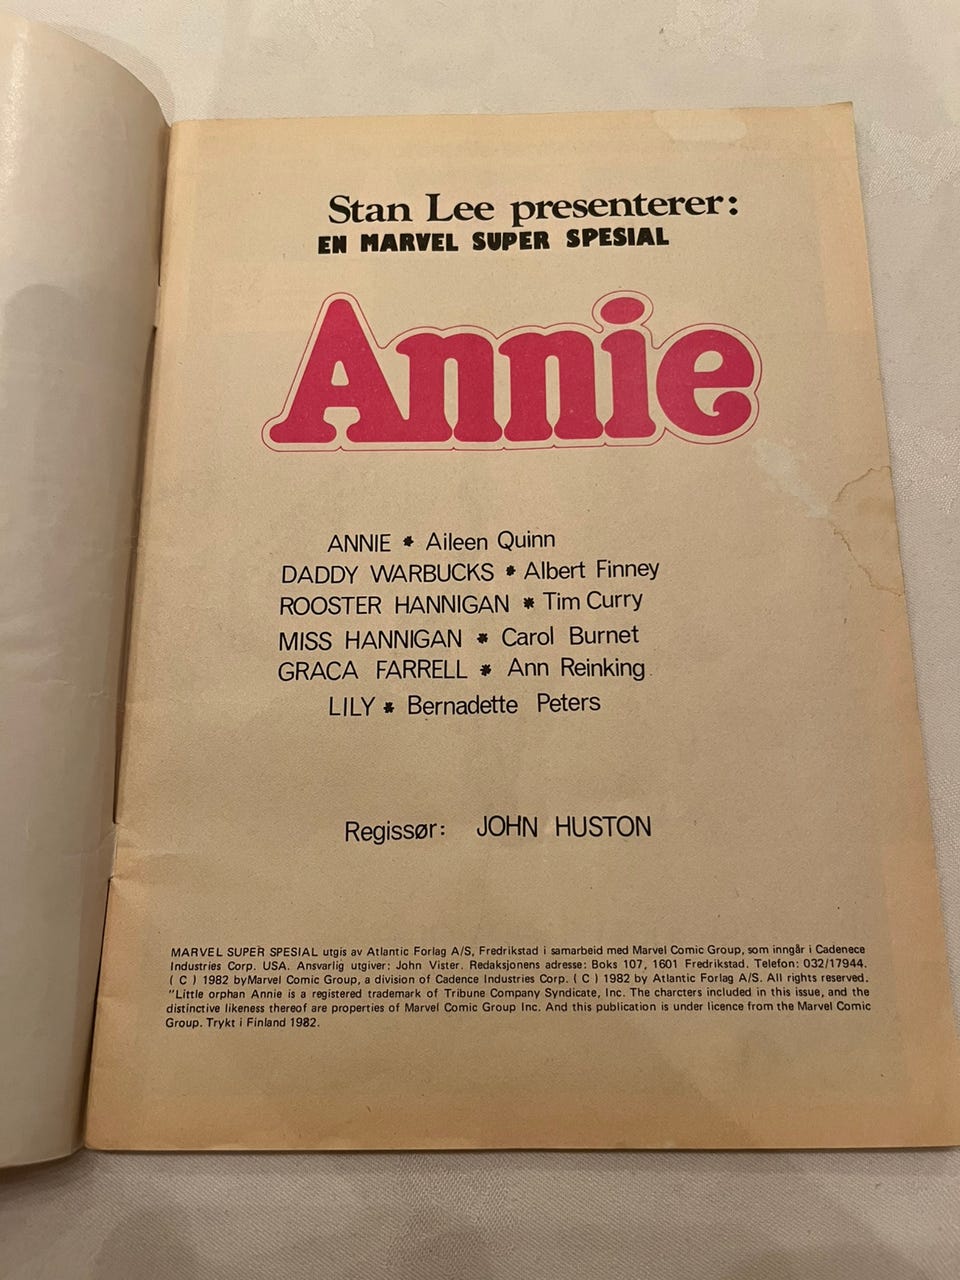 Stan Lee presenterer:
EN MARVEL SUPER SPESIAL
Annie
ANNIE * Aileen Quinn
DADDY WARBUCKS * Albert Finney
ROOSTER HANNIGAN * Tim Curry
MISS HANNIGAN * Carol Burnet
GRACA FARRELL * Ann Reinking
LILY * Bernadette Peters
Regissør: JOHN HUSTON
MARVEL SUPER SPESIAL utgis av Atlantic Forlag A/S, Fredrikstad i samarbeid med Marvel Comic Group, som inngår i Cadenece
Industries Corp. USA. Ansvarlig utgiver: John Vister. Redaksjonens adresse: Boks 107, 1601 Fredrikstad. Telefon: 032/17944.
( C ) 1982 byMarvel Comic Group, a division of Cadence Industries Corp. ( C ) 1982 by Atlantic Forlag A/S. All rights reserved.
"Little orphan Annie is a registered trademark of Tribune Company Syndicate, Inc. The charcters included in this issue, and the
distinctive likeness thereof are properties of Marvel Comic Group Inc. And this publication is under licence from the Marvel Comic
Group. Trykt i Finland 1982.